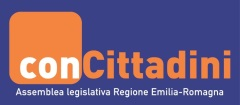 conCittadini
Assemblea legislativa Regione Emilia-Romagna